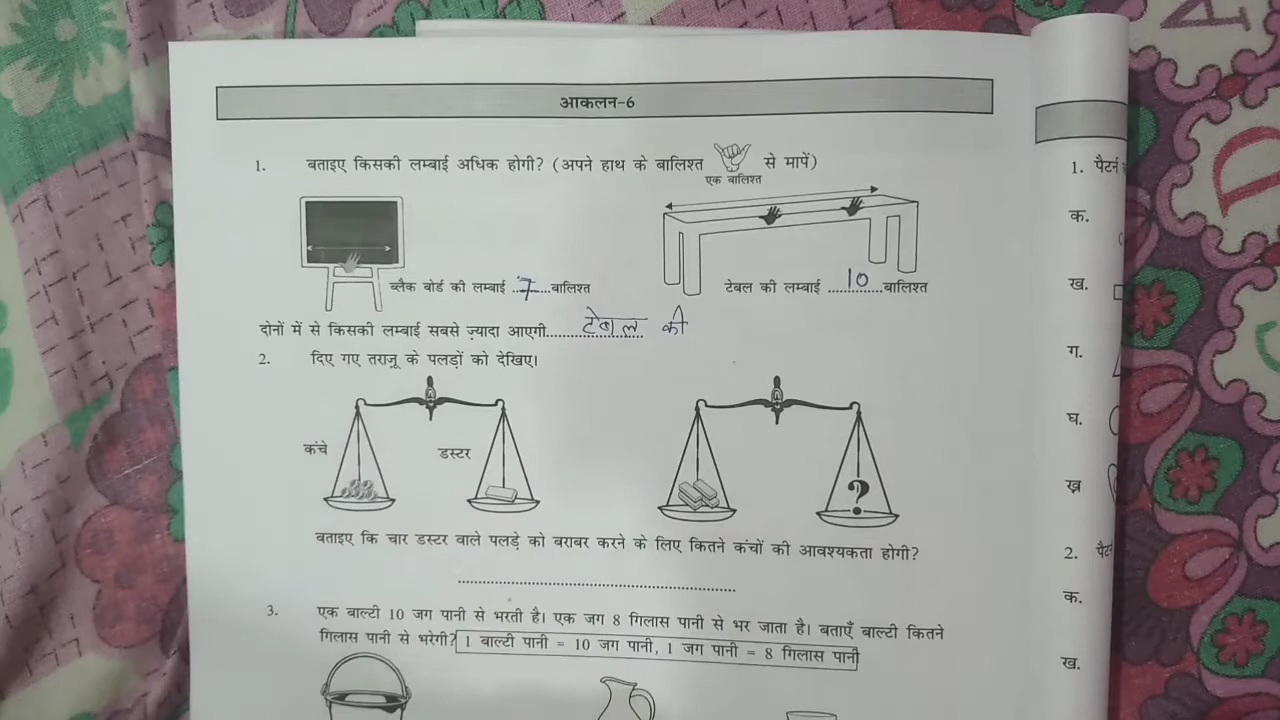 आकलन-6
1. बताइए किसकी लम्बाई अधिक होगी? (अपने हाथ के बालिश्त से मापें)
एक बालिश्त
ब्लैक बोर्ड की लम्बाई ...7...बालिश्त
टेबल की लम्बाई ...10...बालिश्त
दोनों में से किसकी लम्बाई सबसे ज़्यादा आएगी.... टेबल की
2. दिए गए तराजू के पलड़ों को देखिए।
कंचे
डस्टर
?
बताइए कि चार डस्टर वाले पलड़े को बराबर करने के लिए कितने कंचों की आवश्यकता होगी?
3. एक बाल्टी 10 जग पानी से भरती है। एक जग 8 गिलास पानी से भर जाता है। बताएँ बाल्टी कितने
गिलास पानी से भरेगी? 1 बाल्टी पानी = 10 जग पानी, 1 जग पानी = 8 गिलास पानी
1. पैटर्न
क.
ख.
ग.
घ.
2.
क.
ख.